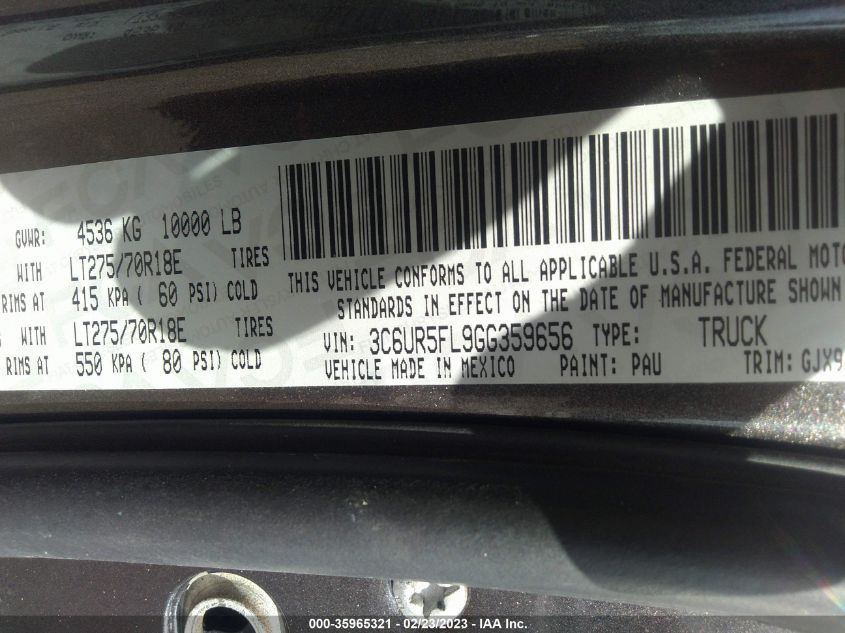 GVWR: 4536 KG 10000 LB
WITH LT275/70R18E TIRES
RIMS AT 415 KPA ( 60 PSI) COLD
WITH LT275/70R18E TIRES
RIMS AT 550 KPA ( 80 PSI) COLD
THIS VEHICLE CONFORMS TO ALL APPLICABLE U.S.A. FEDERAL MOTO
STANDARDS IN EFFECT ON THE DATE OF MANUFACTURE SHOWN
VIN: 3C6UR5FL9GG359656 TYPE: TRUCK
VEHICLE MADE IN MEXICO PAINT: PAU TRIM: GJX9
000-35965321 - 02/23/2023 - IAA Inc.